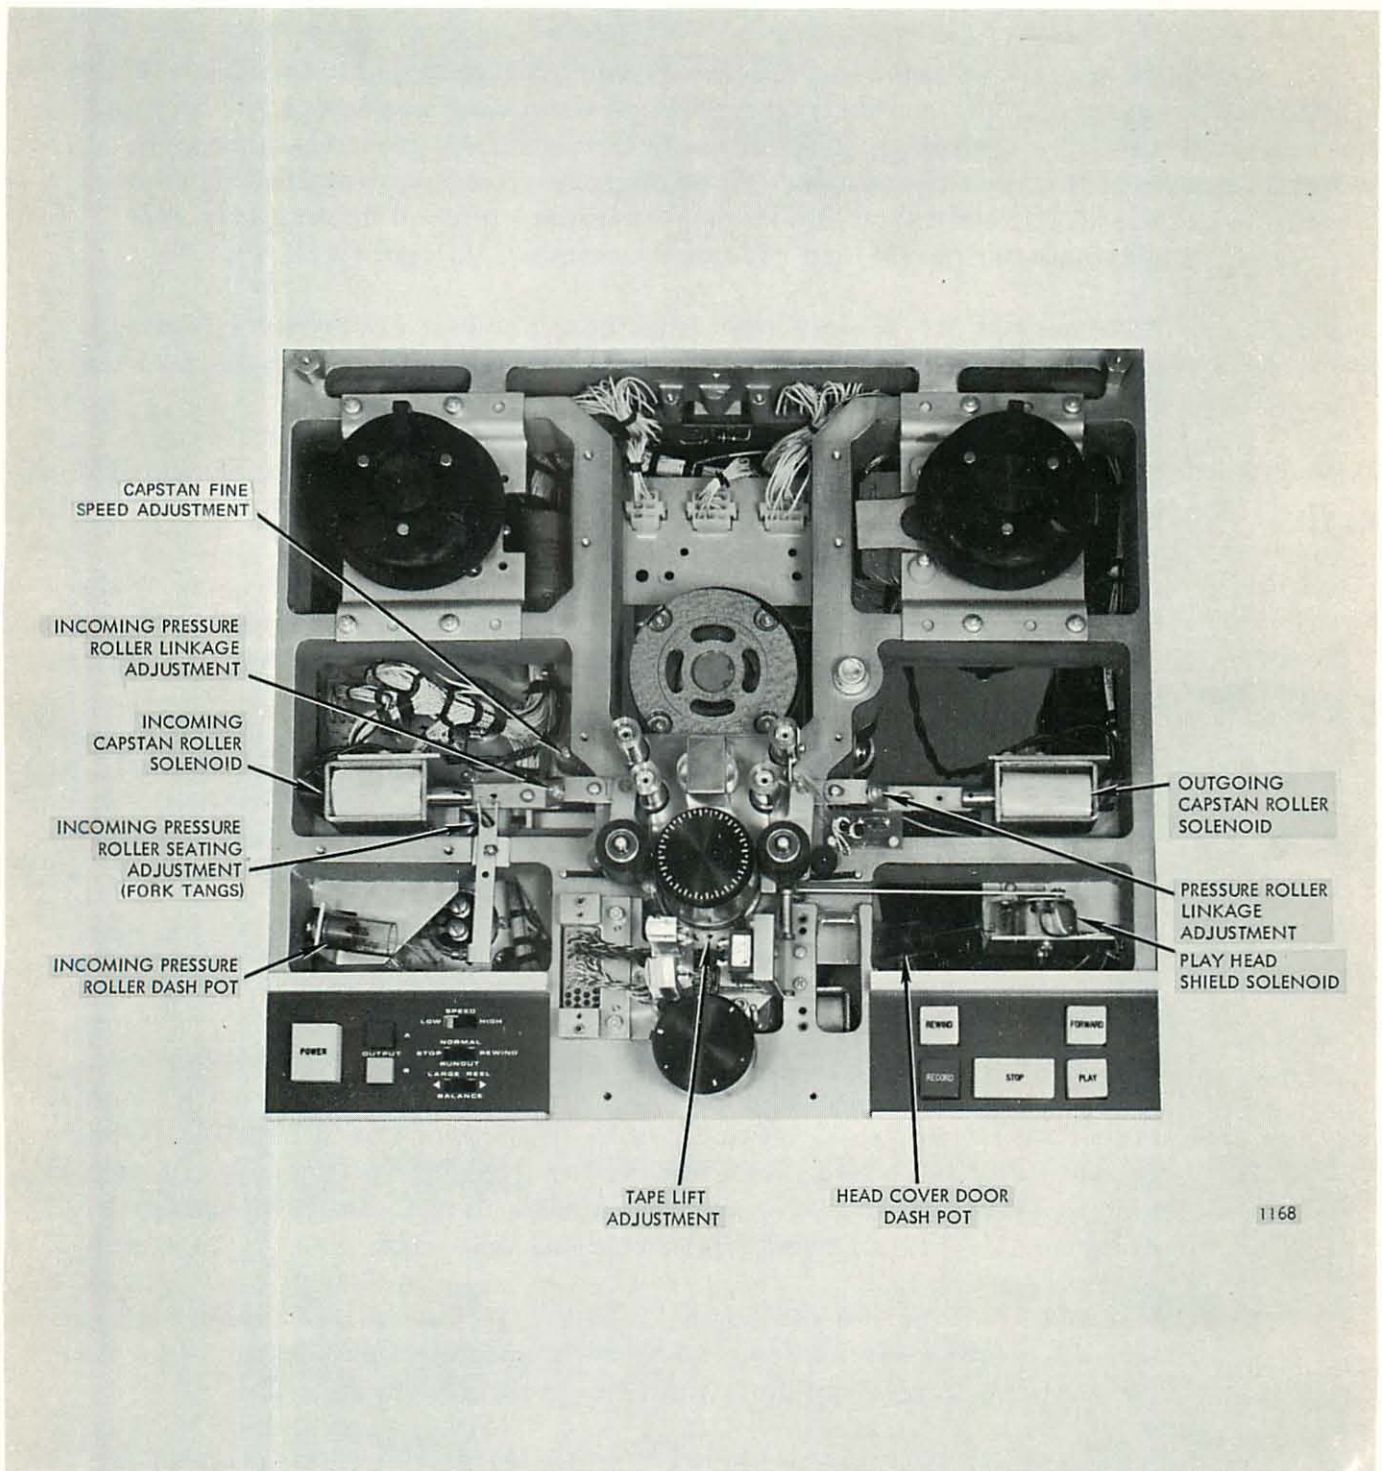 CAPSTAN FINE
SPEED ADJUSTMENT
INCOMING PRESSURE
ROLLER LINKAGE
ADJUSTMENT
INCOMING
CAPSTAN ROLLER
SOLENOID
INCOMING PRESSURE
ROLLER SEATING
ADJUSTMENT
(FORK TANGS)
INCOMING PRESSURE
ROLLER DASH POT
OUTGOING
CAPSTAN ROLLER
SOLENOID
PRESSURE ROLLER
LINKAGE
ADJUSTMENT
PLAY HEAD
SHIELD SOLENOID
POWER
OUTPUT
A
B
SPEED
LOW HIGH
NORMAL
STOP REWIND
RUNOUT
LARGE REEL
BALANCE
REWIND
FORWARD
RECORD
STOP
PLAY
TAPE LIFT
ADJUSTMENT
HEAD COVER DOOR
DASH POT
1168